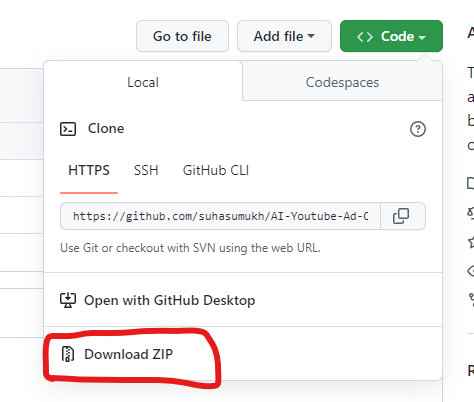 Go to file Add file Code
Local Codespaces
Clone
HTTPS SSH GitHub CLI
https://github.com/suhasumukh/AI-Youtube-Ad-C
Use Git or checkout with SVN using the web URL.
Open with GitHub Desktop
Download ZIP